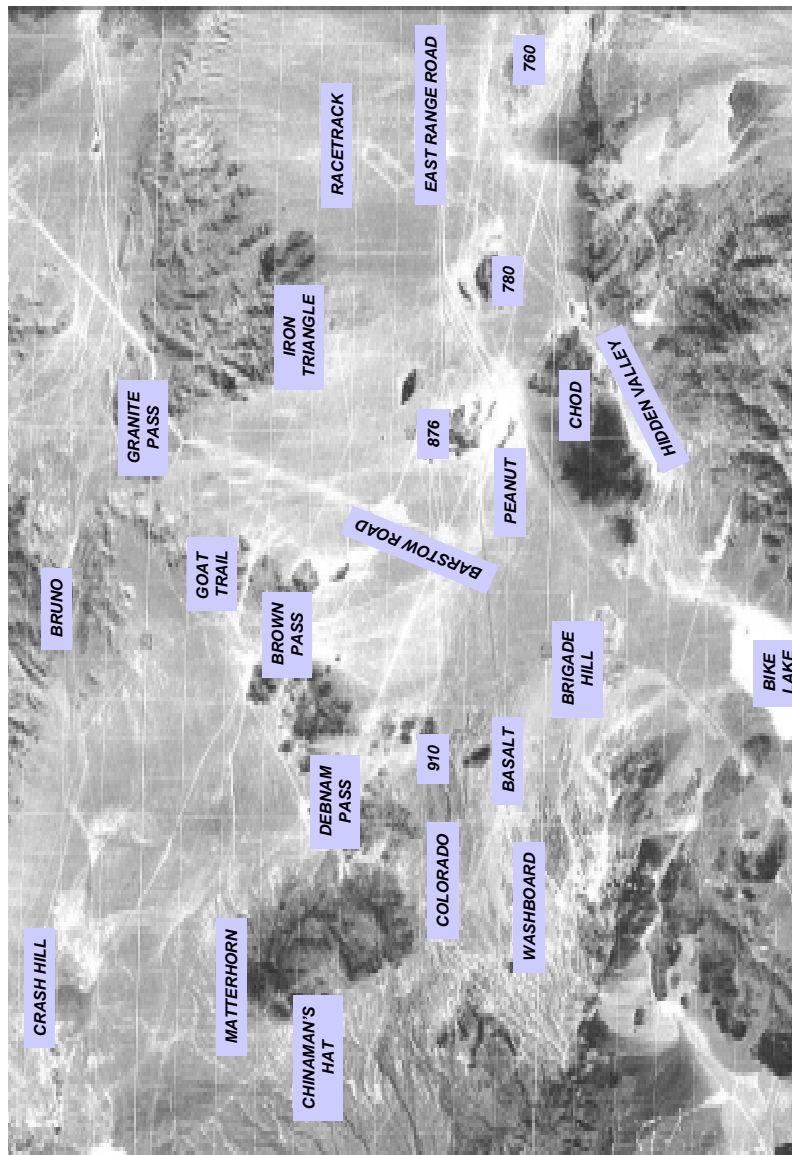 CRASH HILL
BRUNO
GRANITE
PASS
MATTERHORN
GOAT
TRAIL
BROWN
PASS
IRON
TRIANGLE
CHINAMAN'S
HAT
DEBNAM
PASS
RACETRACK
BARSTOW ROAD
COLORADO
910
876
EAST RANGE ROAD
BASALT
PEANUT
780
WASHBOARD
760
BRIGADE
HILL
CHOD
HIDDEN VALLEY
BIKE
LAKE